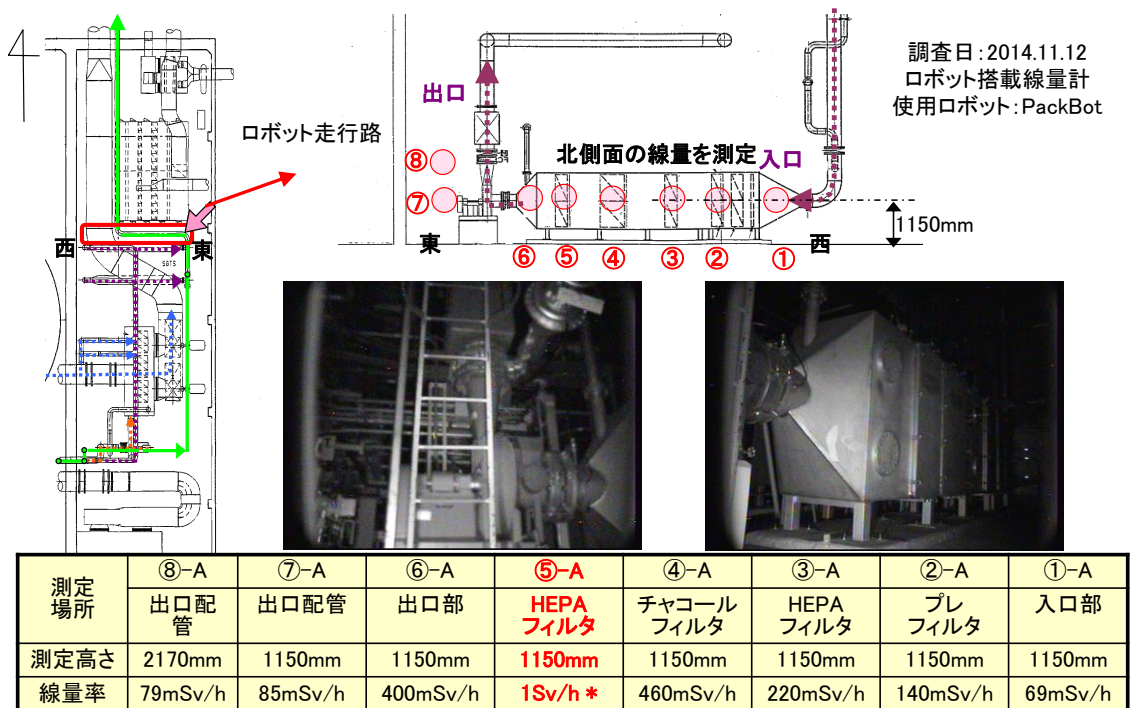 調査日:2014.11.12
ロボット搭載線量計
使用ロボット:PackBot
ロボット走行路
西
東
SGTS
出口
北側面の線量を測定
入口
⑧
⑦
1150mm
東
西
⑥
⑤
④
③
②
①
測定場所 ⑧-A ⑦-A ⑥-A ⑤-A ④-A ③-A ②-A ①-A
出口配管 出口配管 出口部 HEPAフィルタ チャコールフィルタ HEPAフィルタ プレフィルタ 入口部
測定高さ 2170mm 1150mm 1150mm 1150mm 1150mm 1150mm 1150mm 1150mm
線量率 79mSv/h 85mSv/h 400mSv/h 1Sv/h * 460mSv/h 220mSv/h 140mSv/h 69mSv/h